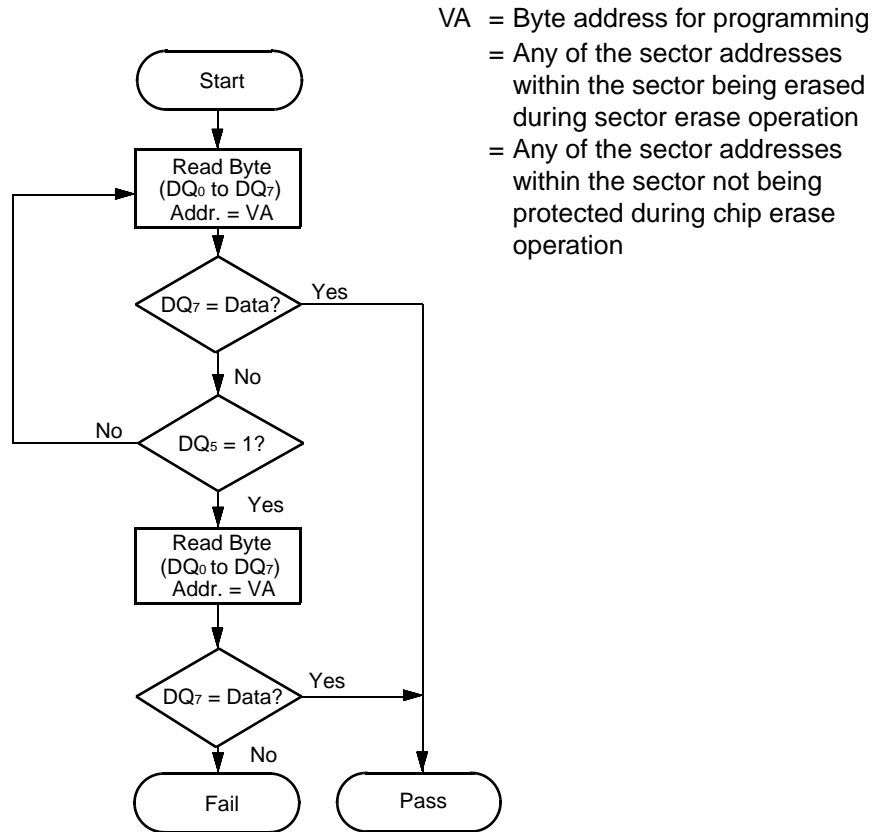 VA = Byte address for programming
= Any of the sector addresses
within the sector being erased
during sector erase operation
= Any of the sector addresses
within the sector not being
protected during chip erase
operation
Start
Read Byte
(DQ₀ to DQ₇)
Addr. = VA
DQ₇ = Data?
Yes
No
DQ₅ = 1?
No
Yes
Read Byte
(DQ₀ to DQ₇)
Addr. = VA
DQ₇ = Data?
Yes
No
Fail
Pass